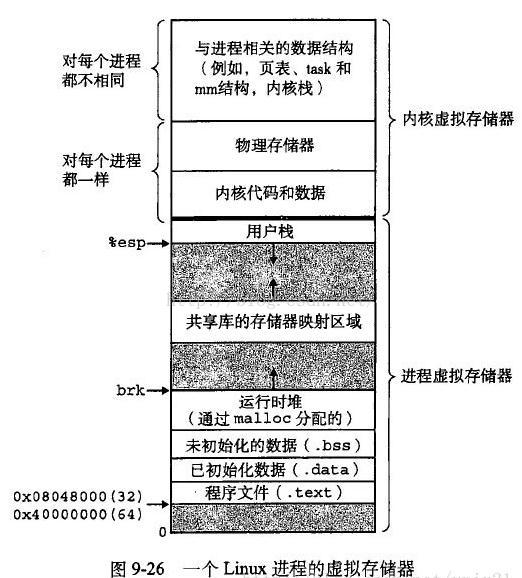 对每个进程
都不相同
与进程相关的数据结构
(例如,页表、task 和
mm结构,内核栈)
内核虚拟存储器
对每个进程
都一样
物理存储器
内核代码和数据
用户栈
%esp
共享库的存储器映射区域
进程虚拟存储器
brk
运行时堆
(通过malloc分配的)
未初始化的数据(.bss)
已初始化数据(.data)
程序文件(.text)
0x08048000(32)
0x40000000(64)
0
图 9-26 一个 Linux 进程的虚拟存储器